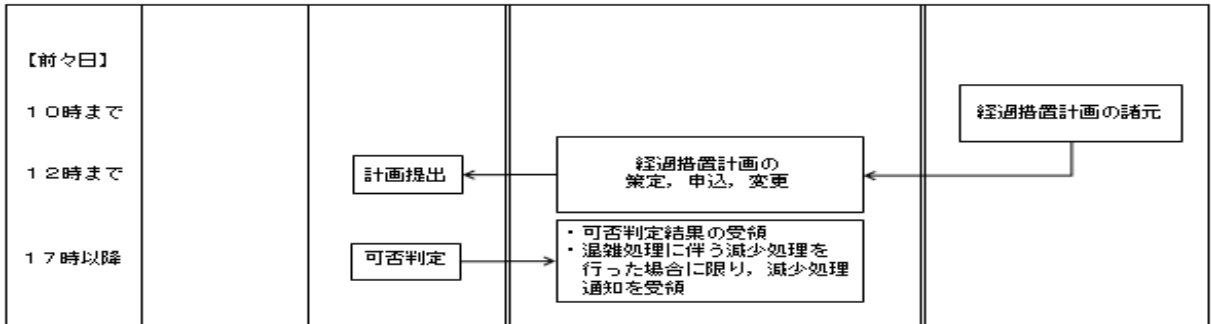 【前々日】
10時まで
経過措置計画の諸元
12時まで
計画提出
経過措置計画の
策定，申込，変更
17時以降
可否判定
・可否判定結果の受領
・混雑処理に伴う減少処理を
行った場合に限り，減少処理
通知を受領